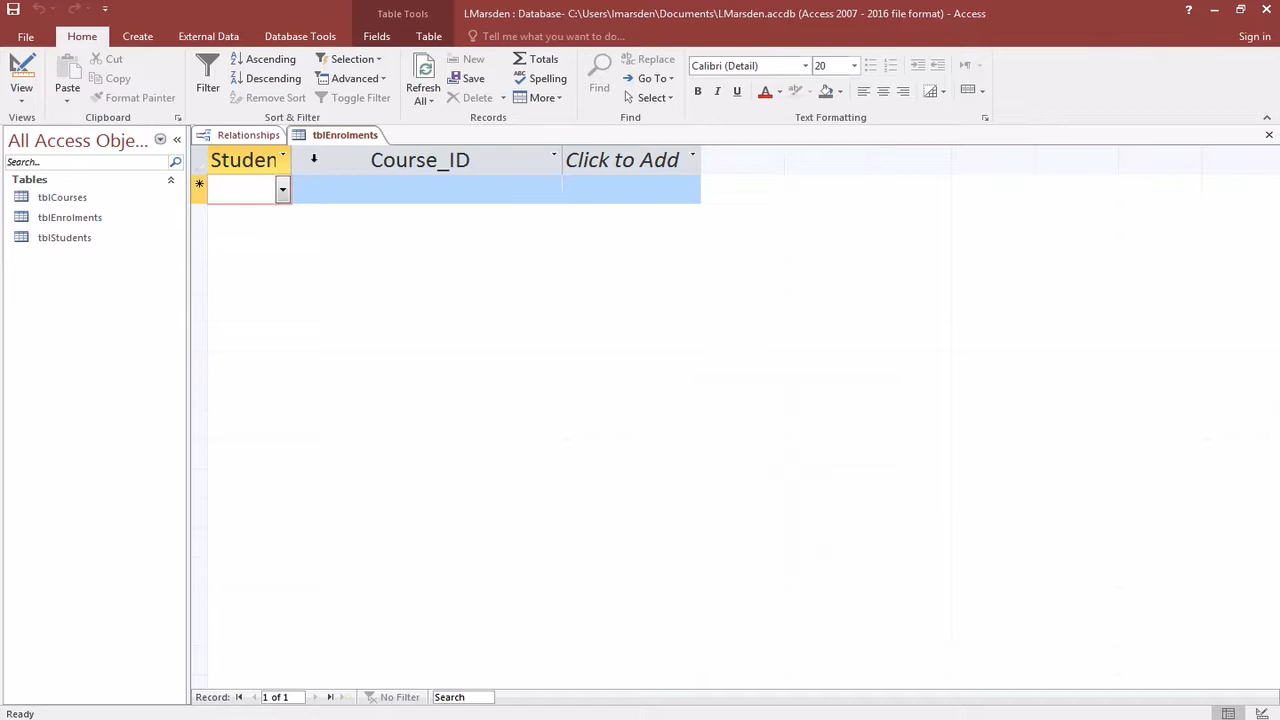 Table Tools
LMarsden : Database- C:\Users\lmarsden\Documents\LMarsden.accdb (Access 2007 - 2016 file format) - Access
?
File Home Create External Data Database Tools Fields Table Tell me what you want to do... Sign in
View
Views
Paste
Cut
Copy
Format Painter
Clipboard
Filter
Ascending
Descending
Remove Sort
Selection
Advanced
Toggle Filter
Sort & Filter
Refresh
All
New
Save
Delete
Totals
Spelling
More
Records
Find
Replace
Go To
Select
Find
Calibri (Detail) 20
B I U A
Text Formatting
All Access Obje...
Search...
Tables
tblCourses
tblEnrolments
tblStudents
Relationships tblEnrolments
Studen Course_ID Click to Add
Record: 1 of 1 No Filter Search
Ready